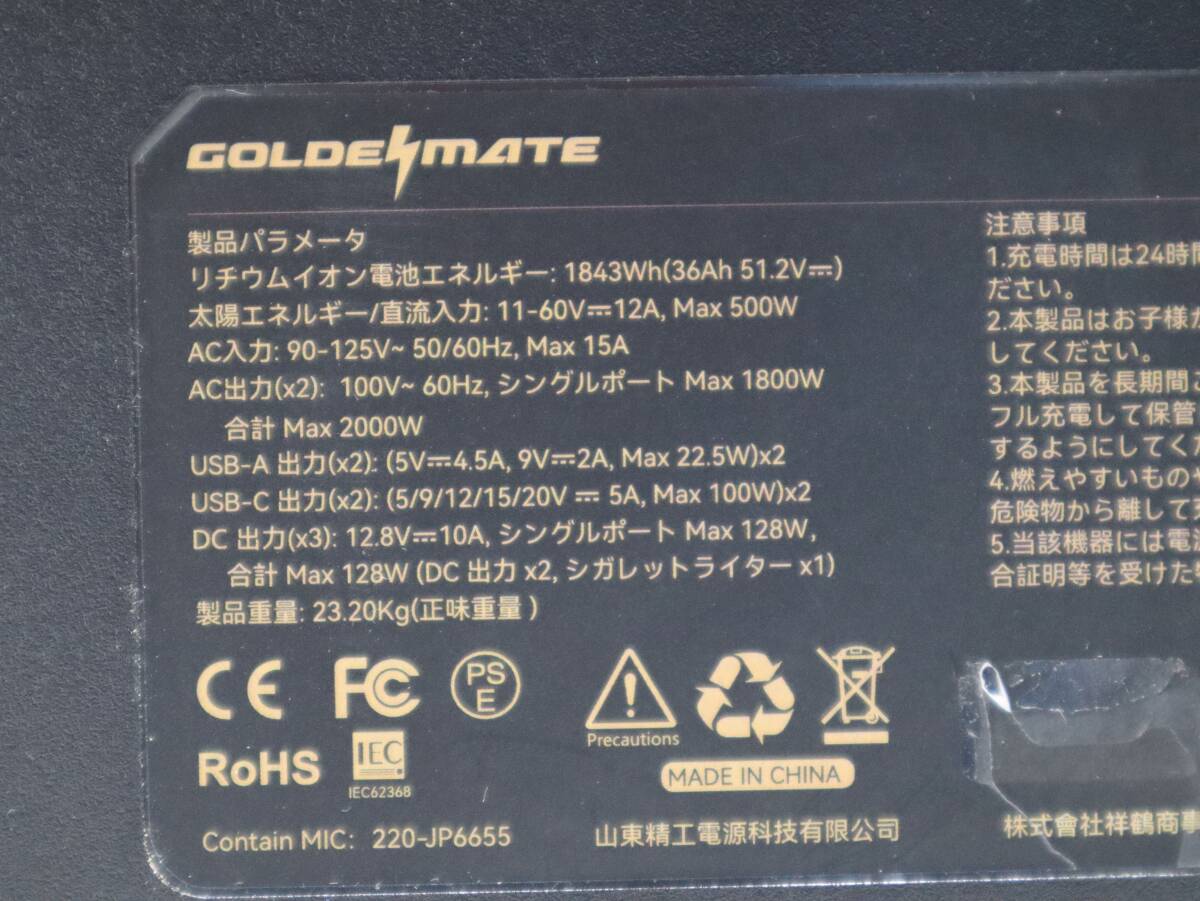 GOLDENMATE
製品パラメータ
リチウムイオン電池エネルギー: 1843Wh(36Ah 51.2V⎓)
太陽エネルギー/直流入力: 11-60V⎓12A, Max 500W
AC入力: 90-125V~ 50/60Hz, Max 15A
AC出力(x2): 100V~ 60Hz, シングルポート Max 1800W
合計 Max 2000W
USB-A 出力(x2): (5V⎓4.5A, 9V⎓2A, Max 22.5W)x2
USB-C 出力(x2): (5/9/12/15/20V ⎓ 5A, Max 100W)x2
DC 出力(x3): 12.8V⎓10A, シングルポート Max 128W,
合計 Max 128W (DC 出力 x2, シガレットライター x1)
製品重量: 23.20Kg(正味重量 )
注意事項
1.充電時間は24時
ださい。
2.本製品はお子様
してください。
3.本製品を長期間
フル充電して保管
するようにしてく
4.燃えやすいもの
危険物から離して
5.当該機器には電
合証明等を受けた
CE FC PSE
Precautions
RoHS IEC
IEC62368
MADE IN CHINA
Contain MIC: 220-JP6655
山東精工電源科技有限公司
株式會社祥鶴商事